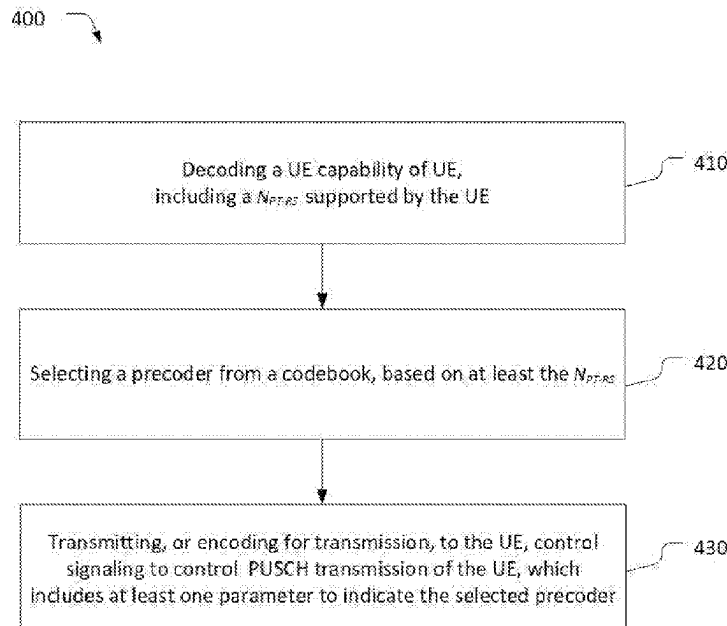 400
Decoding a UE capability of UE,
including a N_PT-RS supported by the UE
410
Selecting a precoder from a codebook, based on at least the N_PT-RS
420
Transmitting, or encoding for transmission, to the UE, control
signaling to control PUSCH transmission of the UE, which
includes at least one parameter to indicate the selected precoder
430